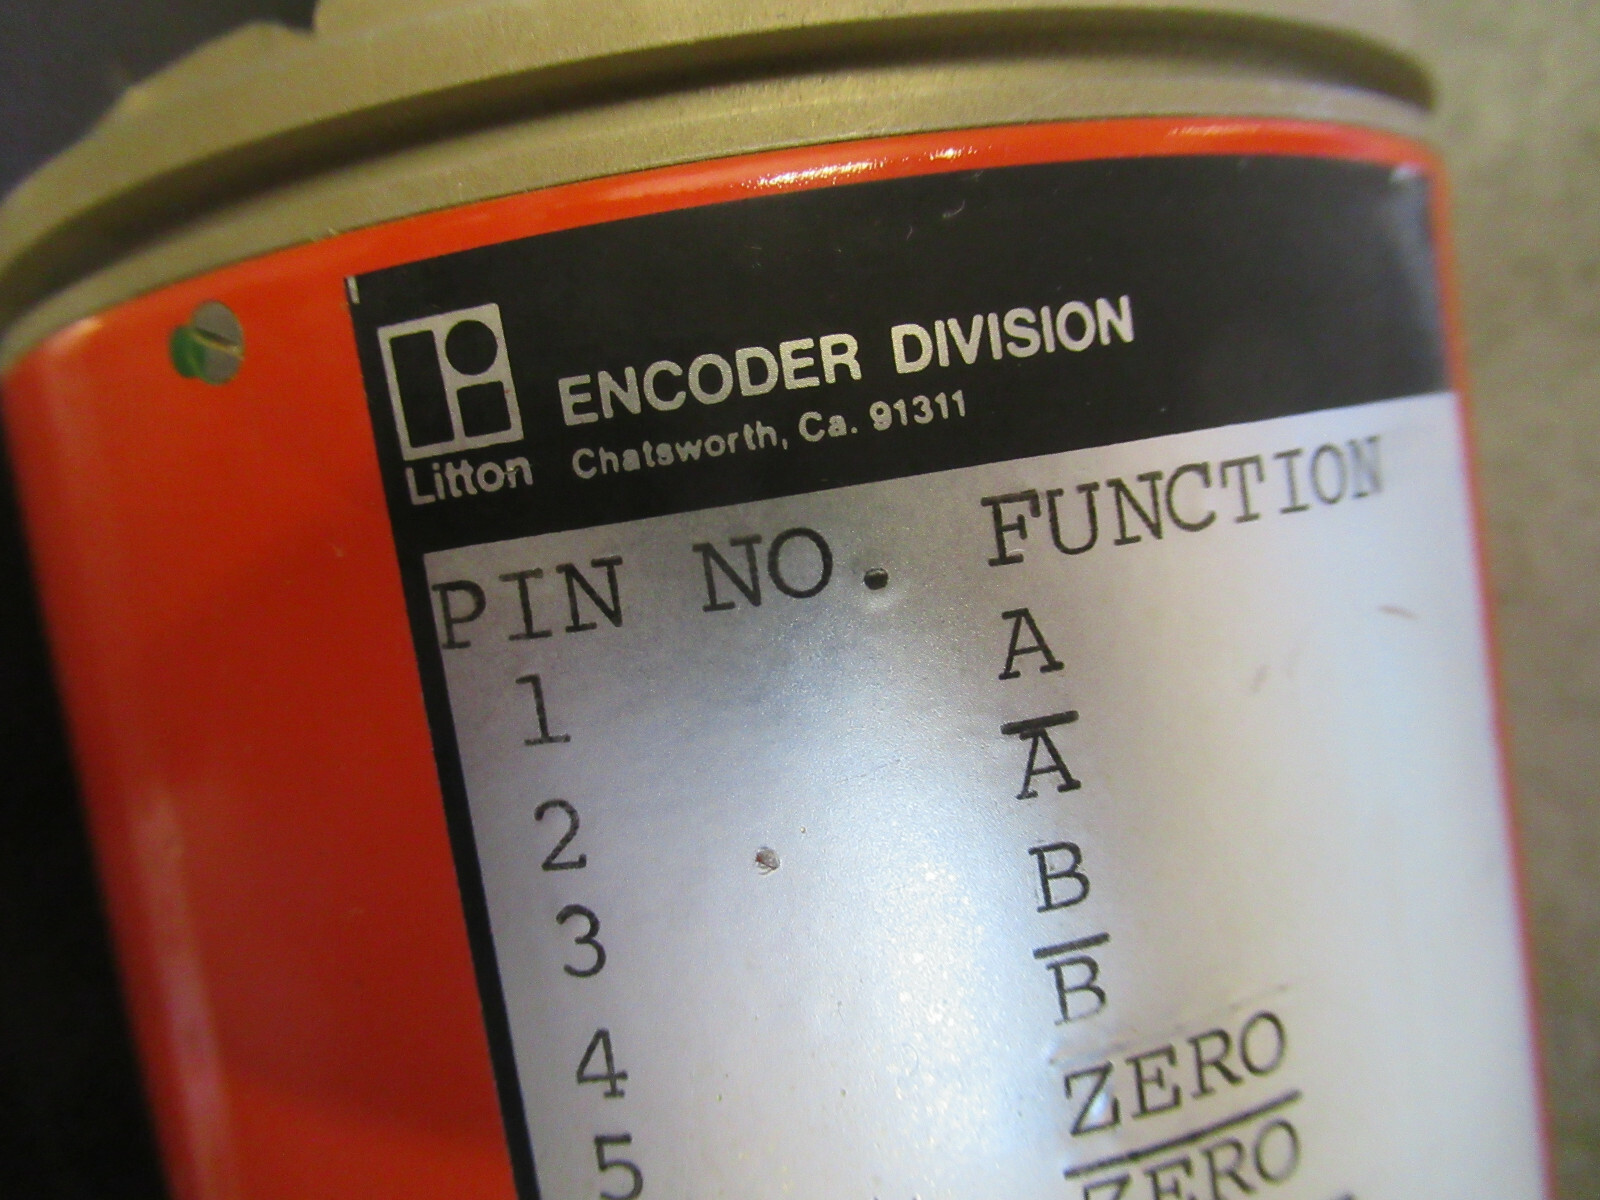 ENCODER DIVISION
Litton Chatsworth, Ca. 91311
PIN NO. FUNCTION
1 A
2 A̅
3 B
4 B̅
5 ZERO
Z̅E̅R̅O̅